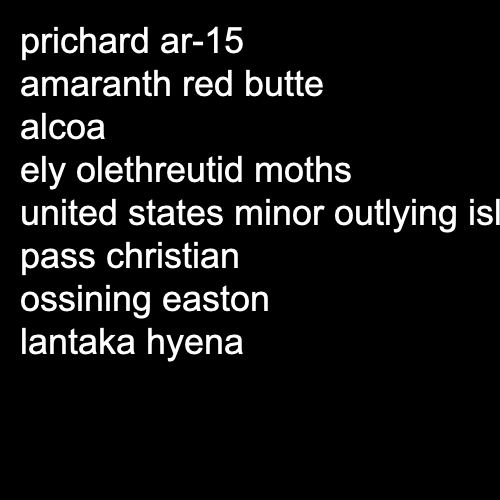 prichard ar-15
amaranth red butte
alcoa
ely olethreutid moths
united states minor outlying
pass christian
ossining easton
lantaka hyena